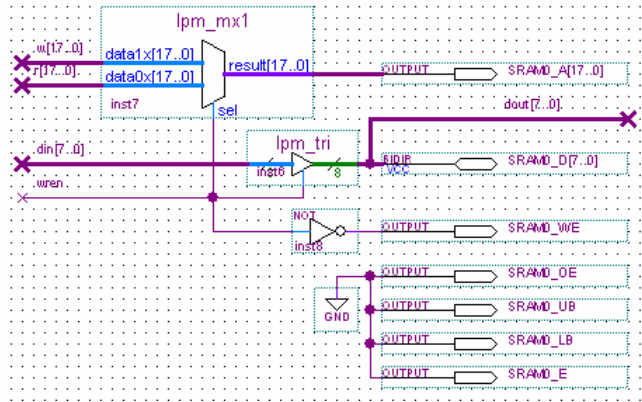 lpm_mx1
w[17..0]
data1x[17..0]
r[17..0]
data0x[17..0]
result[17..0]
OUTPUT
SRAM0_A[17..0]
inst7
sel
dout[7..0]
lpm_tri
din[7..0]
inst6
8
BIDIR
VCC
SRAM0_D[7..0]
wren
NOT
inst8
OUTPUT
SRAM0_WE
OUTPUT
SRAM0_OE
GND
OUTPUT
SRAM0_UB
OUTPUT
SRAM0_LB
OUTPUT
SRAM0_E